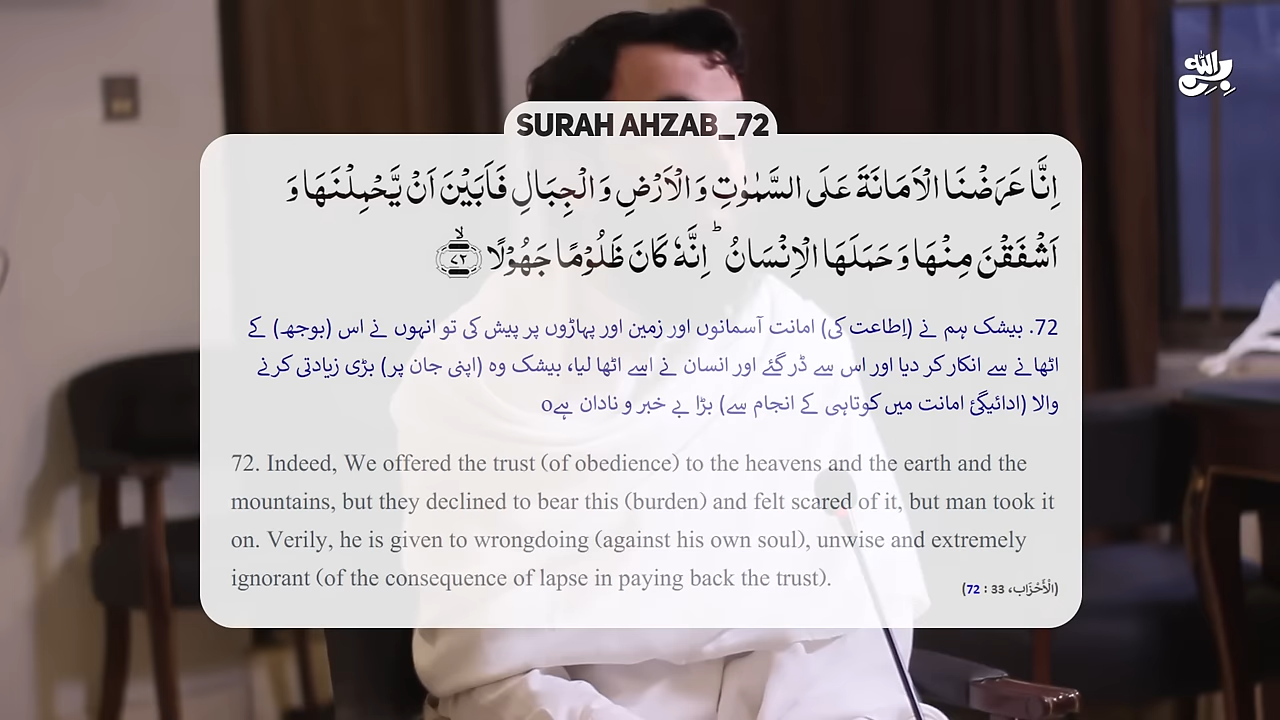 SURAH AHZAB_72
اِنَّا عَرَضْنَا الْاَمَانَةَ عَلَى السَّمٰوٰتِ وَ الْاَرْضِ وَ الْجِبَالِ فَاَبَيْنَ اَنْ يَّحْمِلْنَهَا وَ
اَشْفَقْنَ مِنْهَا وَ حَمَلَهَا الْاِنْسَانُ ؕ اِنَّهٗ كَانَ ظَلُوْمًا جَهُوْلًا ۙ۝۷۲
72. بیشک ہم نے (اِطاعت کی) امانت آسمانوں اور زمین اور پہاڑوں پر پیش کی تو انہوں نے اس (بوجھ) کے
اٹھانے سے انکار کر دیا اور اس سے ڈر گئے اور انسان نے اسے اٹھا لیا، بیشک وہ (اپنی جان پر) بڑی زیادتی کرنے
والا (ادائیگئ امانت میں کوتاہی کے انجام سے) بڑا بے خبر و نادان ہےo
72. Indeed, We offered the trust (of obedience) to the heavens and the earth and the
mountains, but they declined to bear this (burden) and felt scared of it, but man took it
on. Verily, he is given to wrongdoing (against his own soul), unwise and extremely
ignorant (of the consequence of lapse in paying back the trust).
(الْأَحْزَاب، 33 : 72)
بسم الله